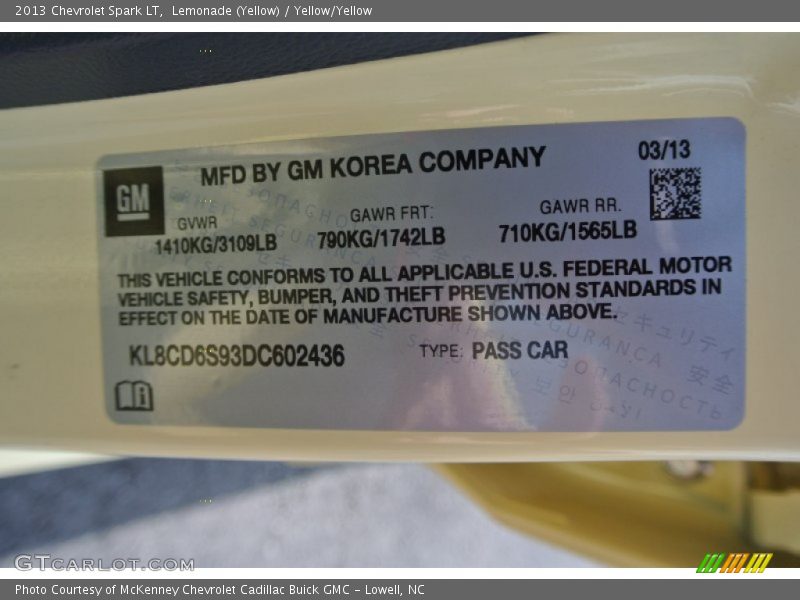 2013 Chevrolet Spark LT,  Lemonade (Yellow) / Yellow/Yellow
MFD BY GM KOREA COMPANY
03/13
GM
GVWR
GAWR FRT:
GAWR RR.
1410KG/3109LB
790KG/1742LB
710KG/1565LB
THIS VEHICLE CONFORMS TO ALL APPLICABLE U.S. FEDERAL MOTOR
VEHICLE SAFETY, BUMPER, AND THEFT PREVENTION STANDARDS IN
EFFECT ON THE DATE OF MANUFACTURE SHOWN ABOVE.
KL8CD6S93DC602436
TYPE: PASS CAR
GTCARLOT.COM
Photo Courtesy of McKenney Chevrolet Cadillac Buick GMC - Lowell, NC